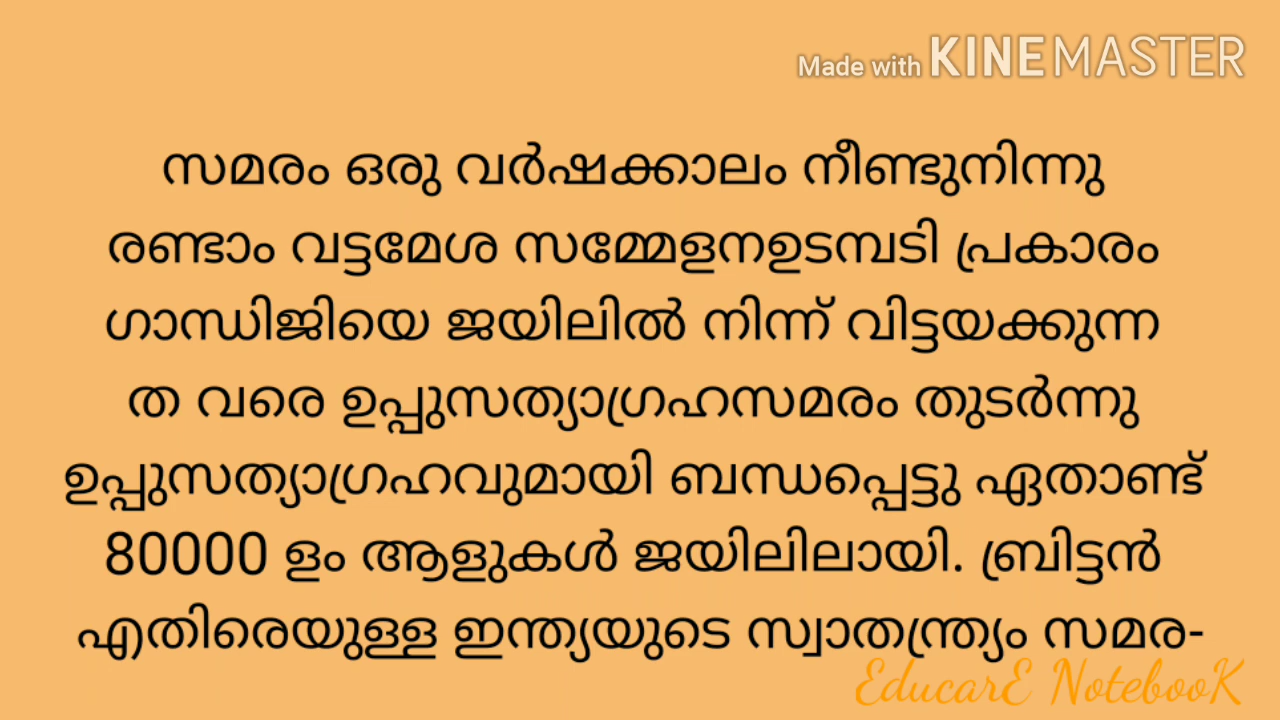 Made with KINEMASTER
സമരം ഒരു വർഷക്കാലം നീണ്ടുനിന്നു
രണ്ടാം വട്ടമേശ സമ്മേളനഉടമ്പടി പ്രകാരം
ഗാന്ധിജിയെ ജയിലിൽ നിന്ന് വിട്ടയക്കുന്ന
ത വരെ ഉപ്പുസത്യാഗ്രഹസമരം തുടർന്നു
ഉപ്പുസത്യാഗ്രഹവുമായി ബന്ധപ്പെട്ടു ഏതാണ്ട്
80000 ളം ആളുകൾ ജയിലിലായി. ബ്രിട്ടൻ
എതിരെയുള്ള ഇന്ത്യയുടെ സ്വാതന്ത്ര്യം സമര-
EducarE NotebooK